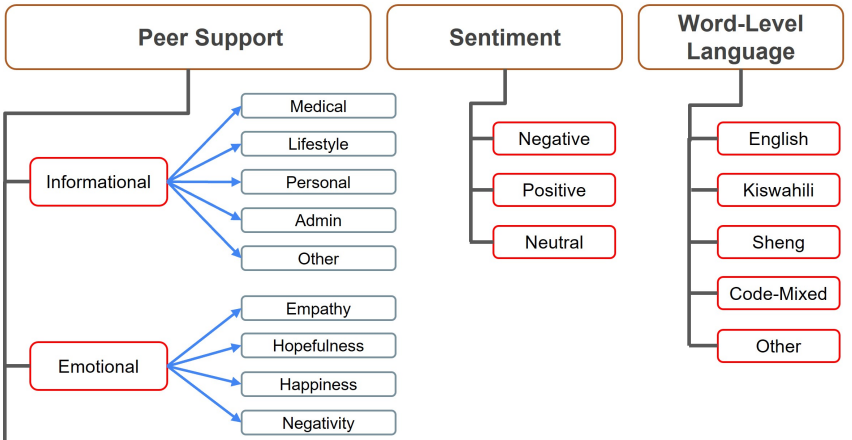 Peer Support
Informational
Medical
Lifestyle
Personal
Admin
Other
Emotional
Empathy
Hopefulness
Happiness
Negativity
Sentiment
Negative
Positive
Neutral
Word-Level
Language
English
Kiswahili
Sheng
Code-Mixed
Other